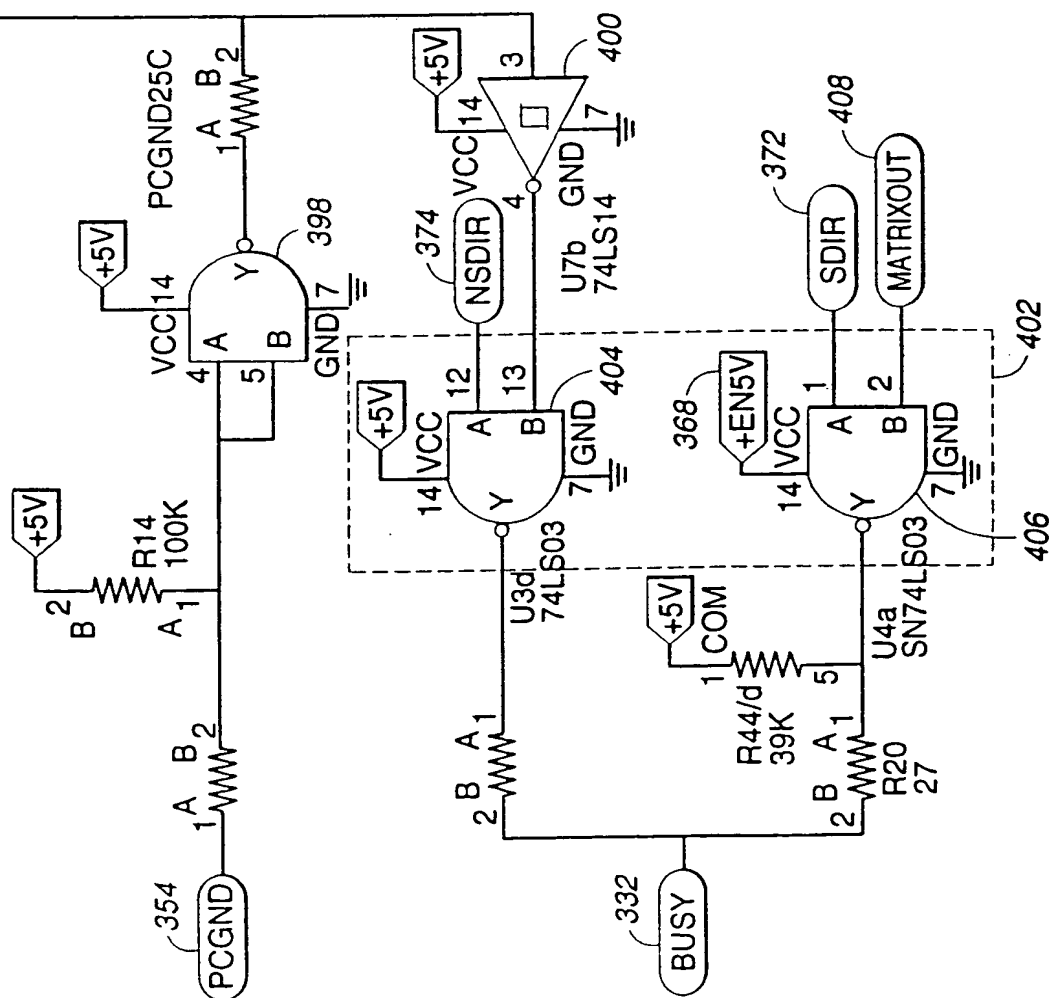 PCGND25C
+5V
VCC 14
1 A B 2
398
4 A
Y
5 B
GND 7
+5V
2 B
R14
100K
A 1
354
PCGND
1 A B 2
3
400
+5V
VCC 14
4
GND 7
U7b
74LS14
374
NSDIR
+5V
14 VCC
12 A
Y
13 B
404
7 GND
U3d
74LS03
2 B A 1
332
BUSY
372
SDIR
408
MATRIXOUT
402
368
+EN5V
14 VCC
1 A
Y
2 B
7 GND
406
U4a
SN74LS03
+5V
1 COM
R44/d
39K
5
2 B A 1
R20
27